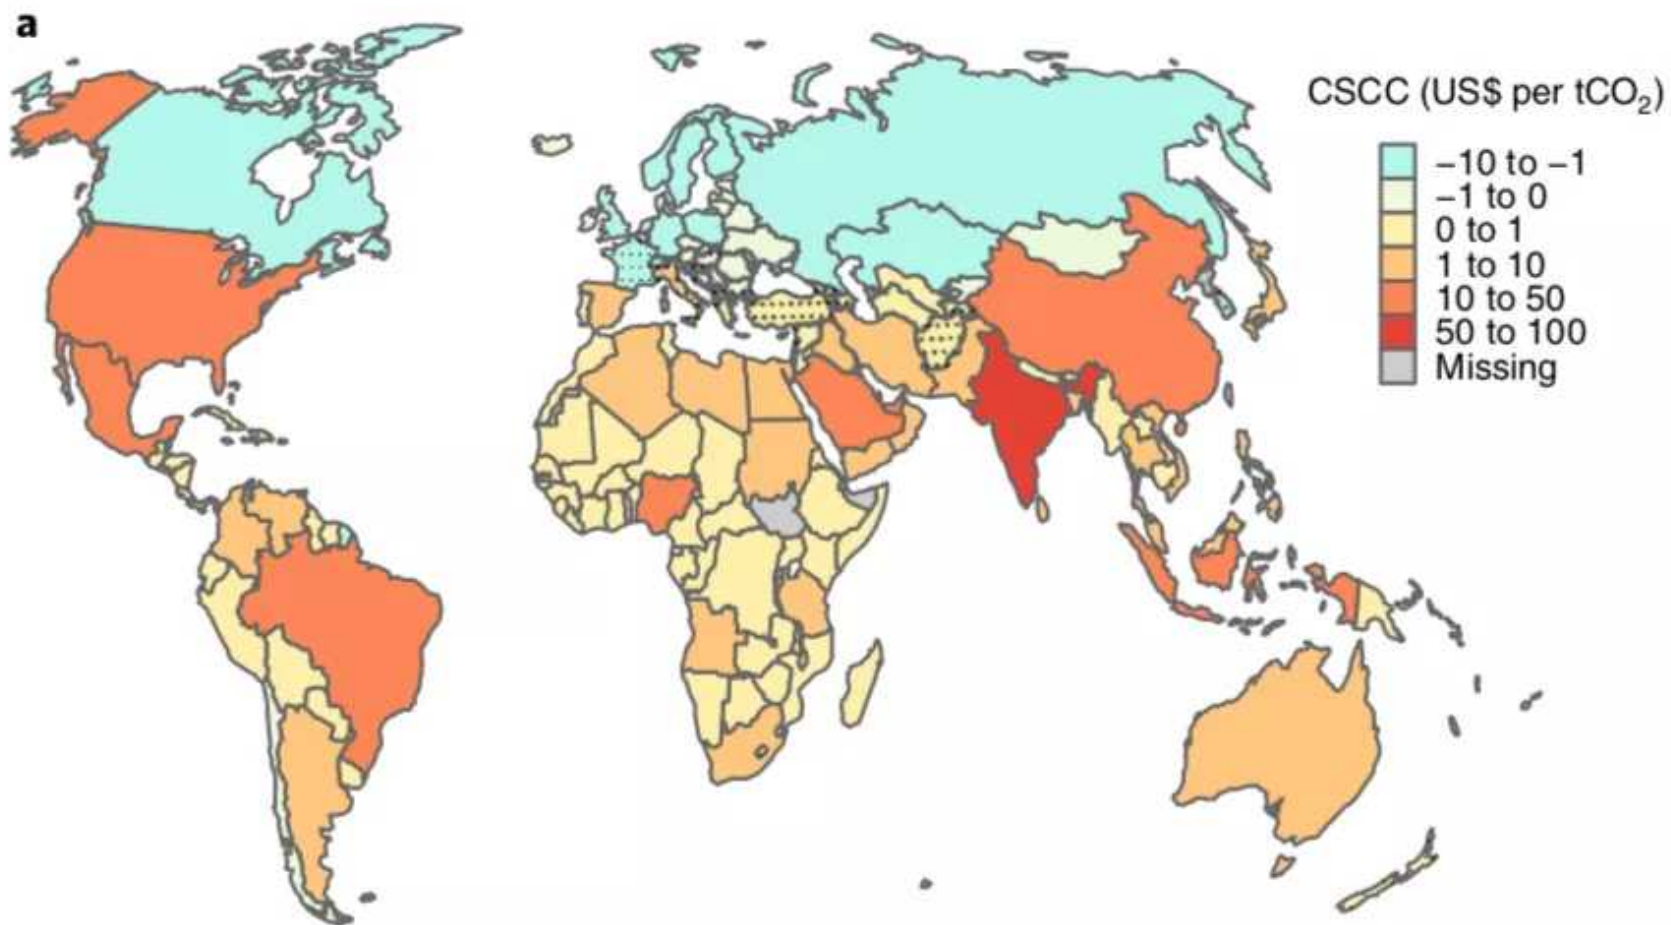 a
CSCC (US$ per tCO₂)
−10 to −1
−1 to 0
0 to 1
1 to 10
10 to 50
50 to 100
Missing